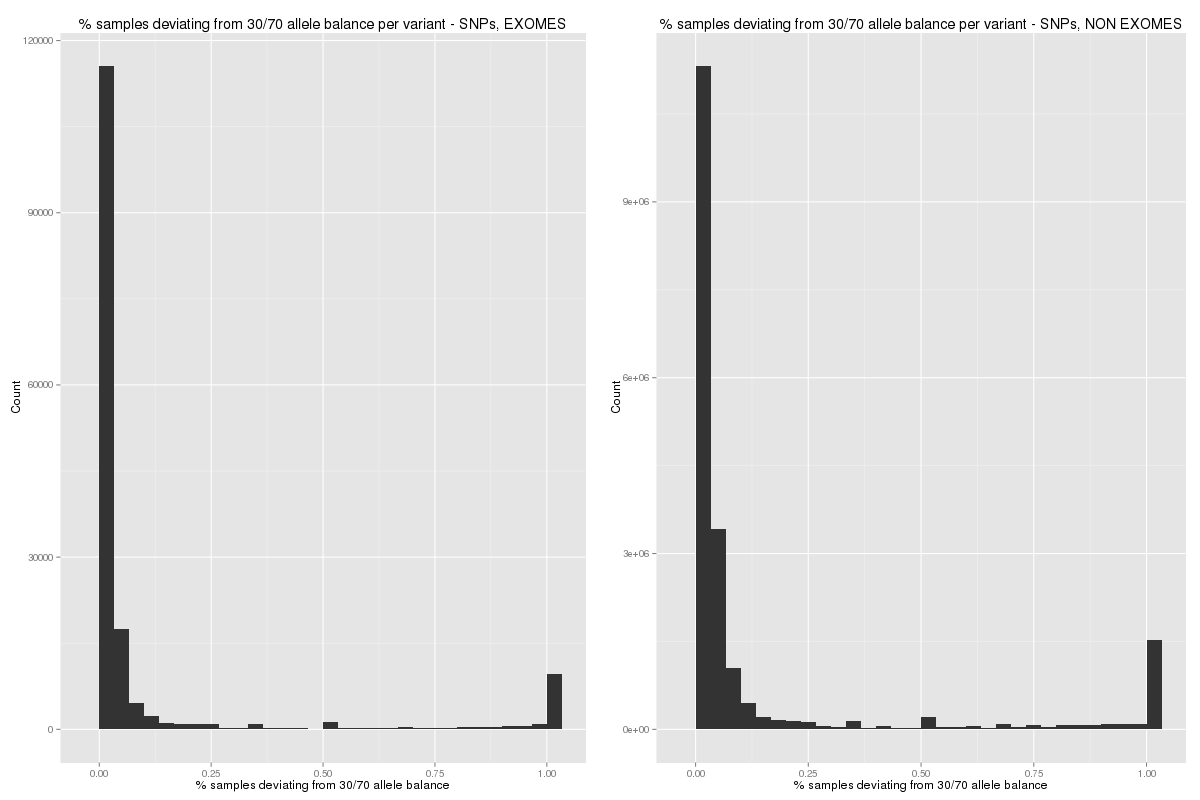 % samples deviating from 30/70 allele balance per variant - SNPs, EXOMES
120000
90000
60000
30000
0
Count
0.00 0.25 0.50 0.75 1.00
% samples deviating from 30/70 allele balance
% samples deviating from 30/70 allele balance per variant - SNPs, NON EXOMES
9e+06
6e+06
3e+06
0e+00
Count
0.00 0.25 0.50 0.75 1.00
% samples deviating from 30/70 allele balance